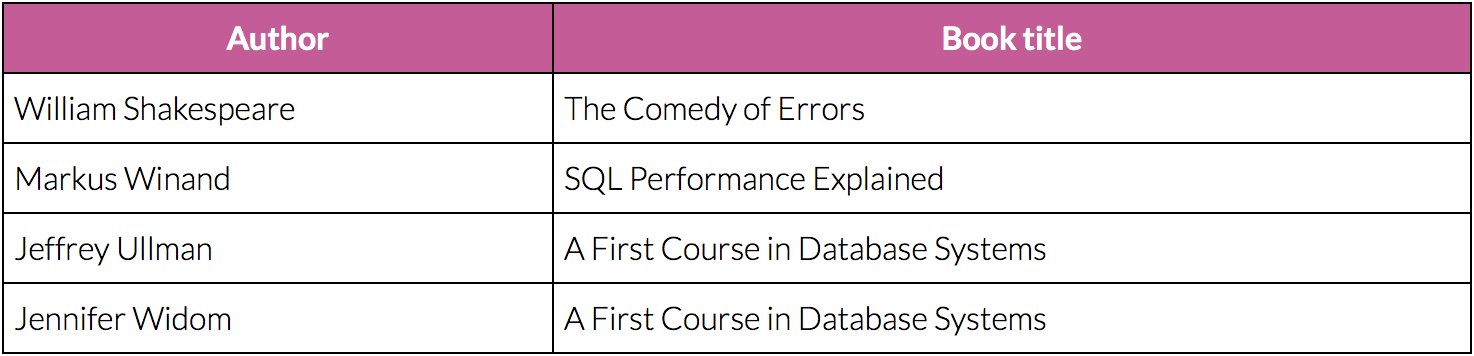 Author Book title
William Shakespeare The Comedy of Errors
Markus Winand SQL Performance Explained
Jeffrey Ullman A First Course in Database Systems
Jennifer Widom A First Course in Database Systems